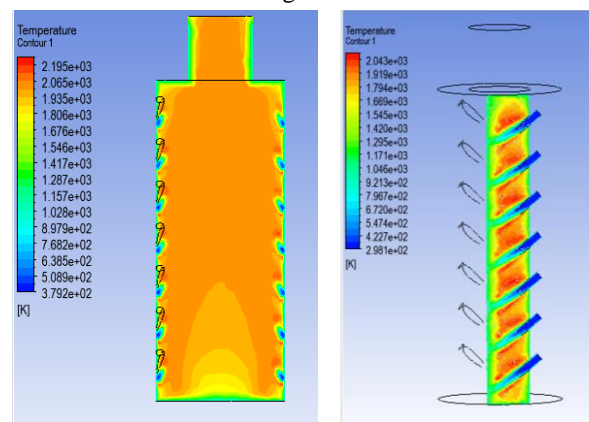 Temperature
Contour 1
2.195e+03
2.065e+03
1.935e+03
1.806e+03
1.676e+03
1.546e+03
1.417e+03
1.287e+03
1.157e+03
1.028e+03
8.979e+02
7.682e+02
6.385e+02
5.089e+02
3.792e+02
[K]
Temperature
Contour 1
2.043e+03
1.919e+03
1.794e+03
1.669e+03
1.545e+03
1.420e+03
1.295e+03
1.171e+03
1.046e+03
9.213e+02
7.967e+02
6.720e+02
5.474e+02
4.227e+02
2.981e+02
[K]